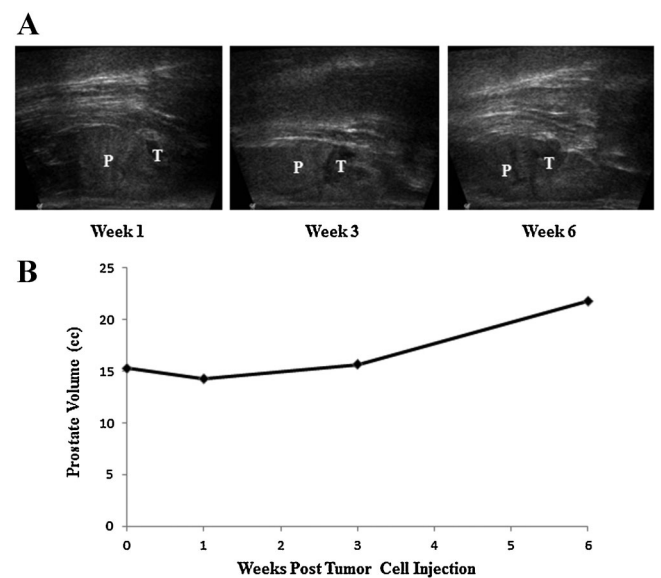 A
P T
P T
P T
Week 1 Week 3 Week 6
B
25
20
15
10
5
0
Prostate Volume (cc)
0 1 2 3 4 5 6
Weeks Post Tumor Cell Injection